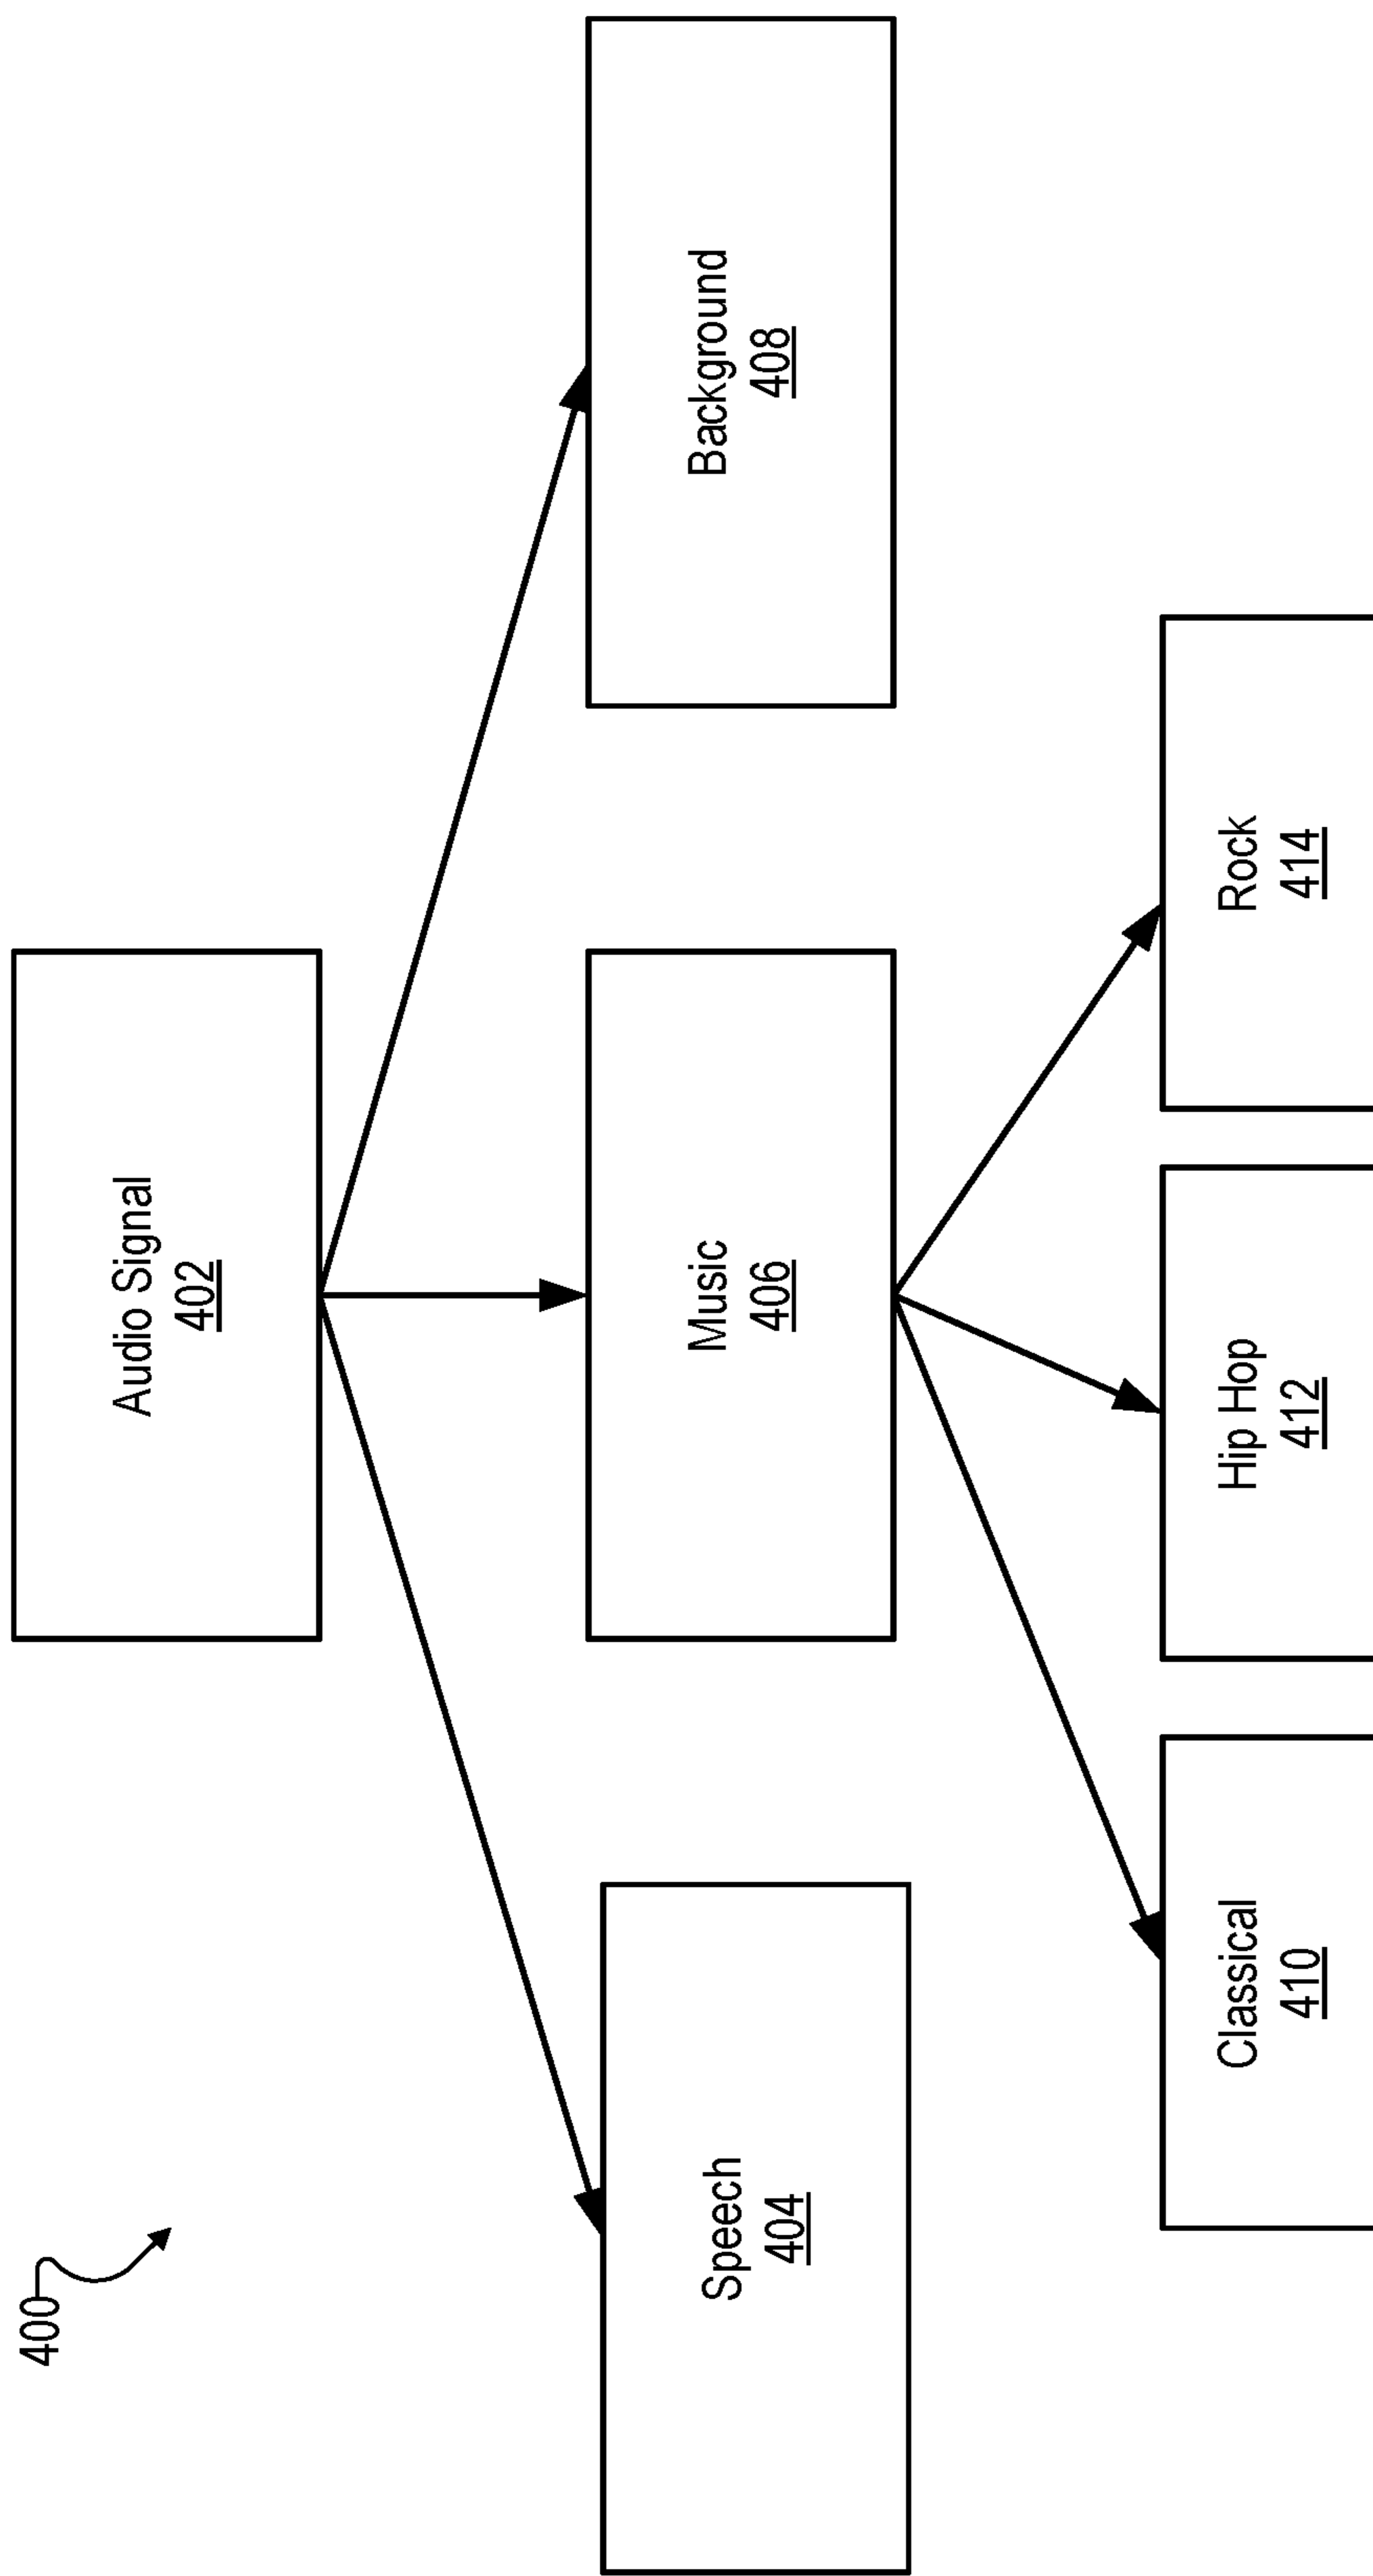 400
Audio Signal
402
Speech
404
Music
406
Background
408
Classical
410
Hip Hop
412
Rock
414